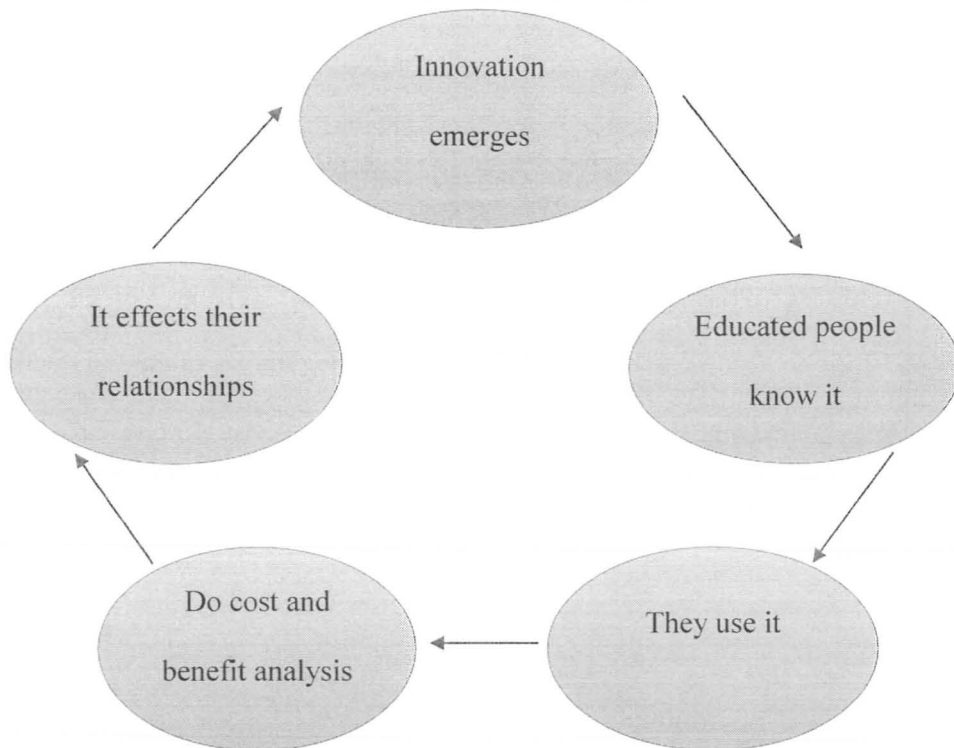 Innovation
emerges
Educated people
know it
They use it
Do cost and
benefit analysis
It effects their
relationships